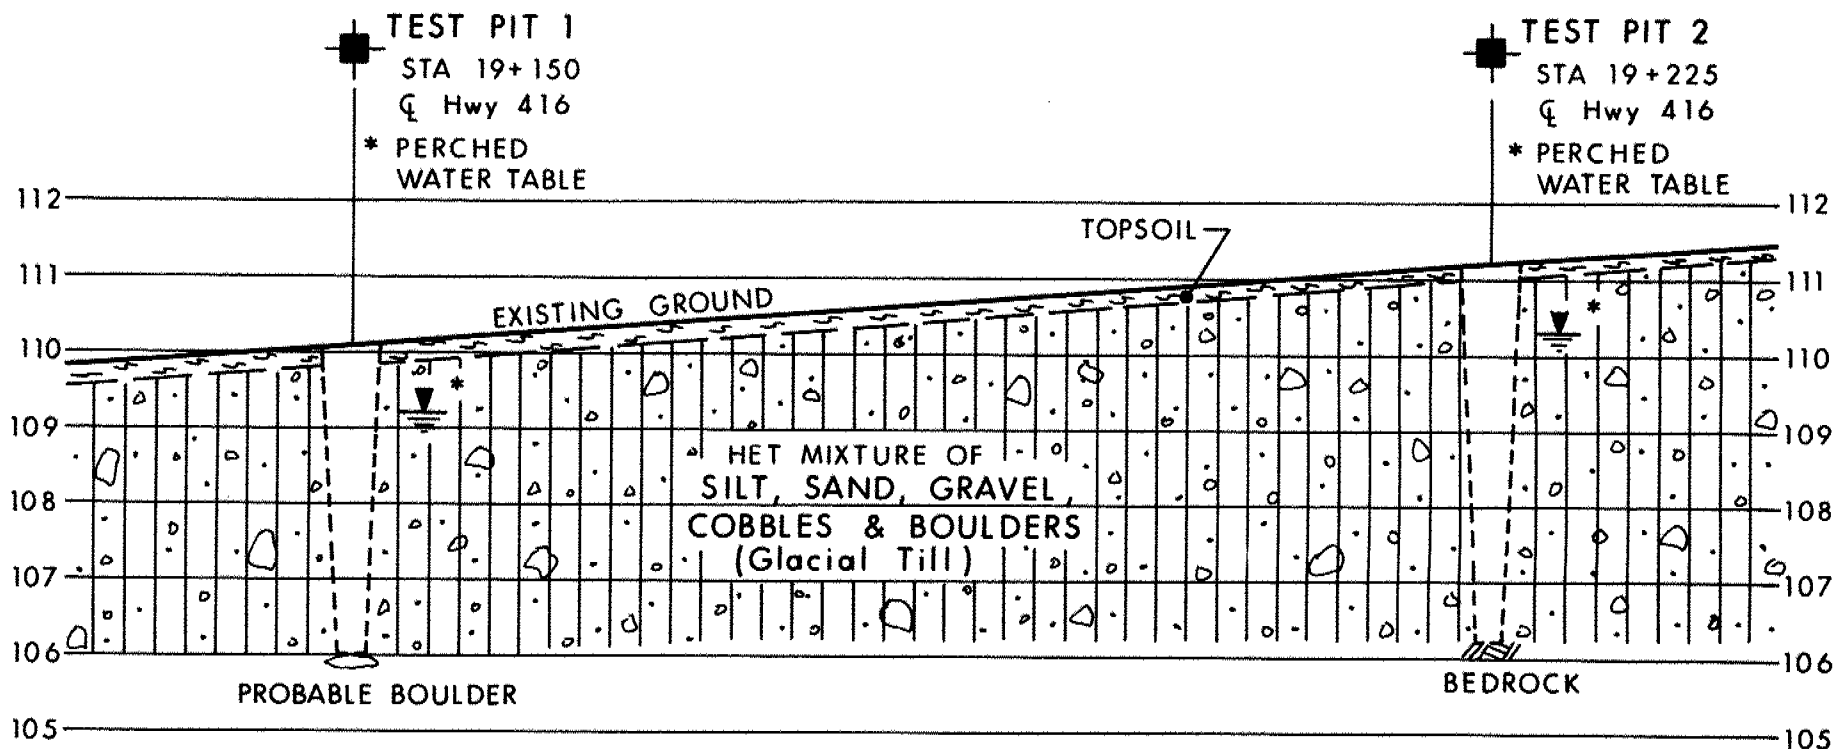 TEST PIT 1
STA 19+150
℄ Hwy 416
* PERCHED
WATER TABLE
TEST PIT 2
STA 19+225
℄ Hwy 416
* PERCHED
WATER TABLE
112
112
TOPSOIL
111
111
EXISTING GROUND
110
110
*
*
109
109
HET MIXTURE OF
SILT, SAND, GRAVEL,
COBBLES & BOULDERS
(Glacial Till)
108
108
107
107
106
106
PROBABLE BOULDER
BEDROCK
105
105